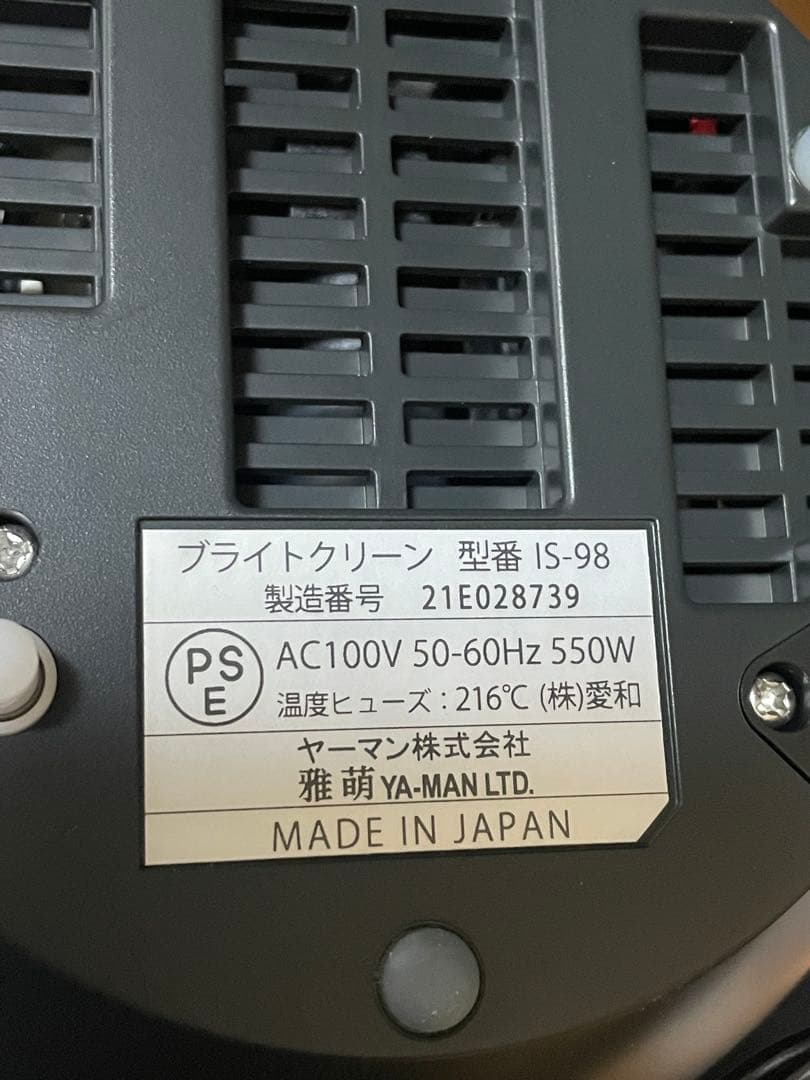 ブライトクリーン 型番 IS-98
製造番号 21E028739
PSE
AC100V 50-60Hz 550W
温度ヒューズ：216℃ (株)愛和
ヤーマン株式会社
雅萌 YA-MAN LTD.
MADE IN JAPAN